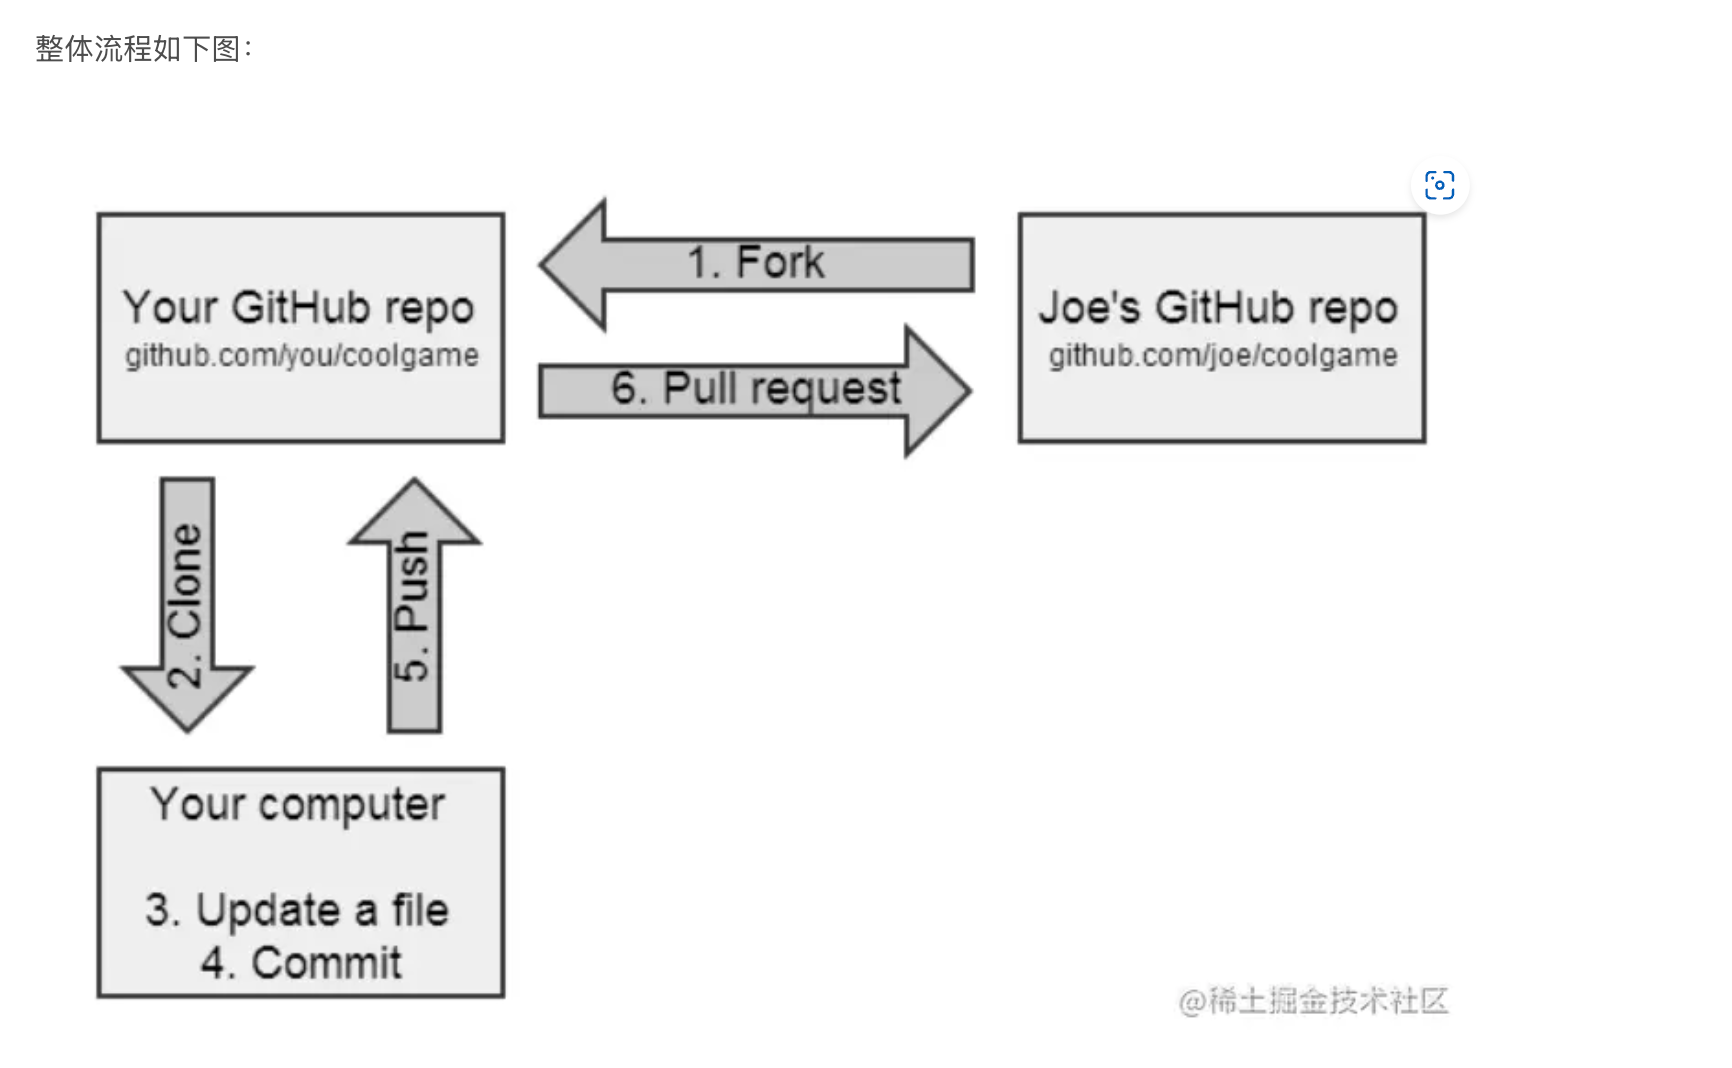 整体流程如下图：
1. Fork
Your GitHub repo
github.com/you/coolgame
Joe's GitHub repo
github.com/joe/coolgame
6. Pull request
2. Clone
5. Push
Your computer
3. Update a file
4. Commit
@稀土掘金技术社区